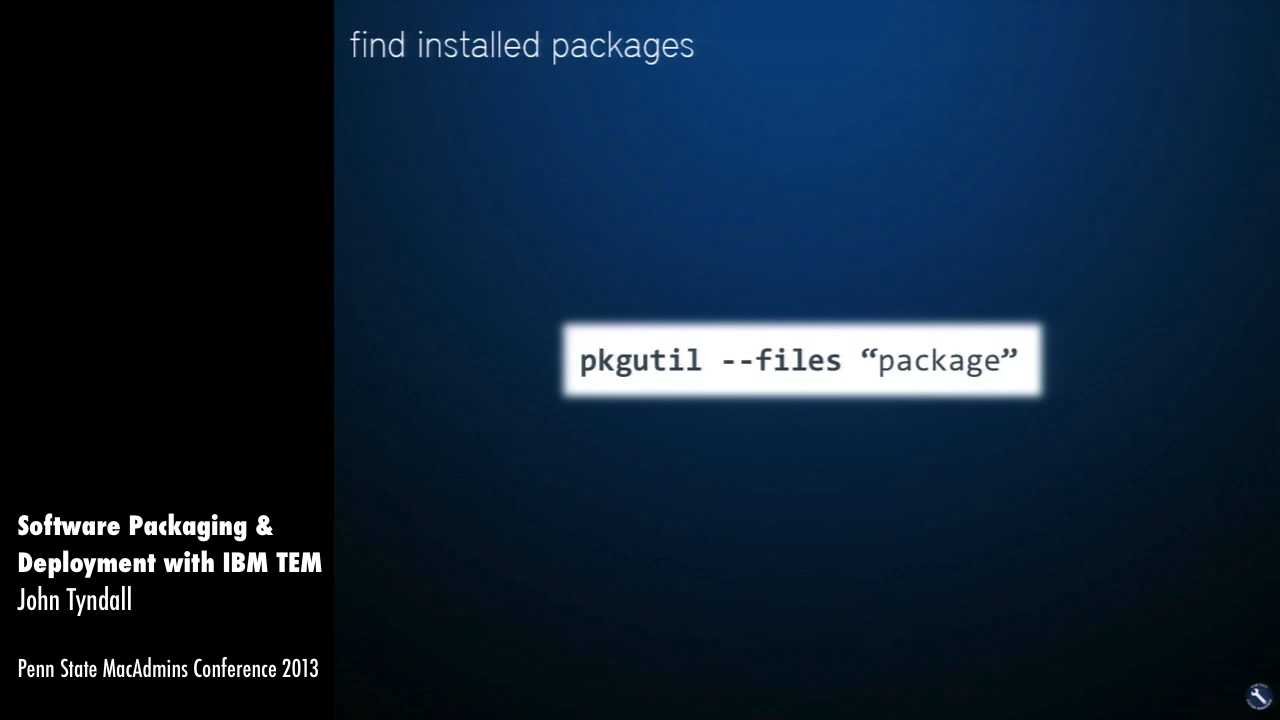 find installed packages
pkgutil --files “package”
Software Packaging &
Deployment with IBM TEM
John Tyndall
Penn State MacAdmins Conference 2013